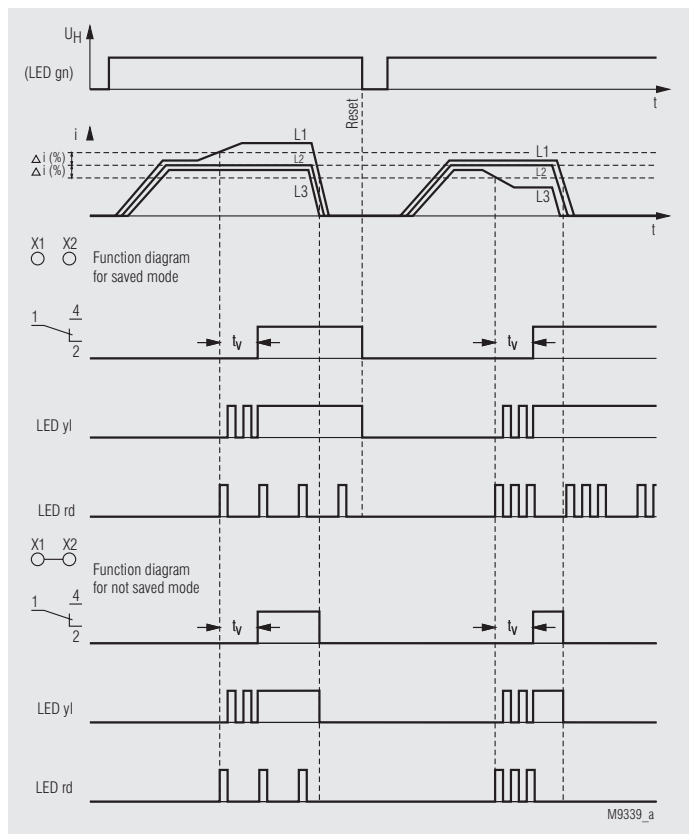 UH
(LED gn)
t
Reset
i
Δ i (%)
Δ i (%)
L1
L2
L3
L1
L2
L3
t
X1 X2
Function diagram
for saved mode
1
4
2
tv
tv
LED yl
LED rd
X1 X2
Function diagram
for not saved mode
1
4
2
tv
tv
LED yl
LED rd
M9339_a